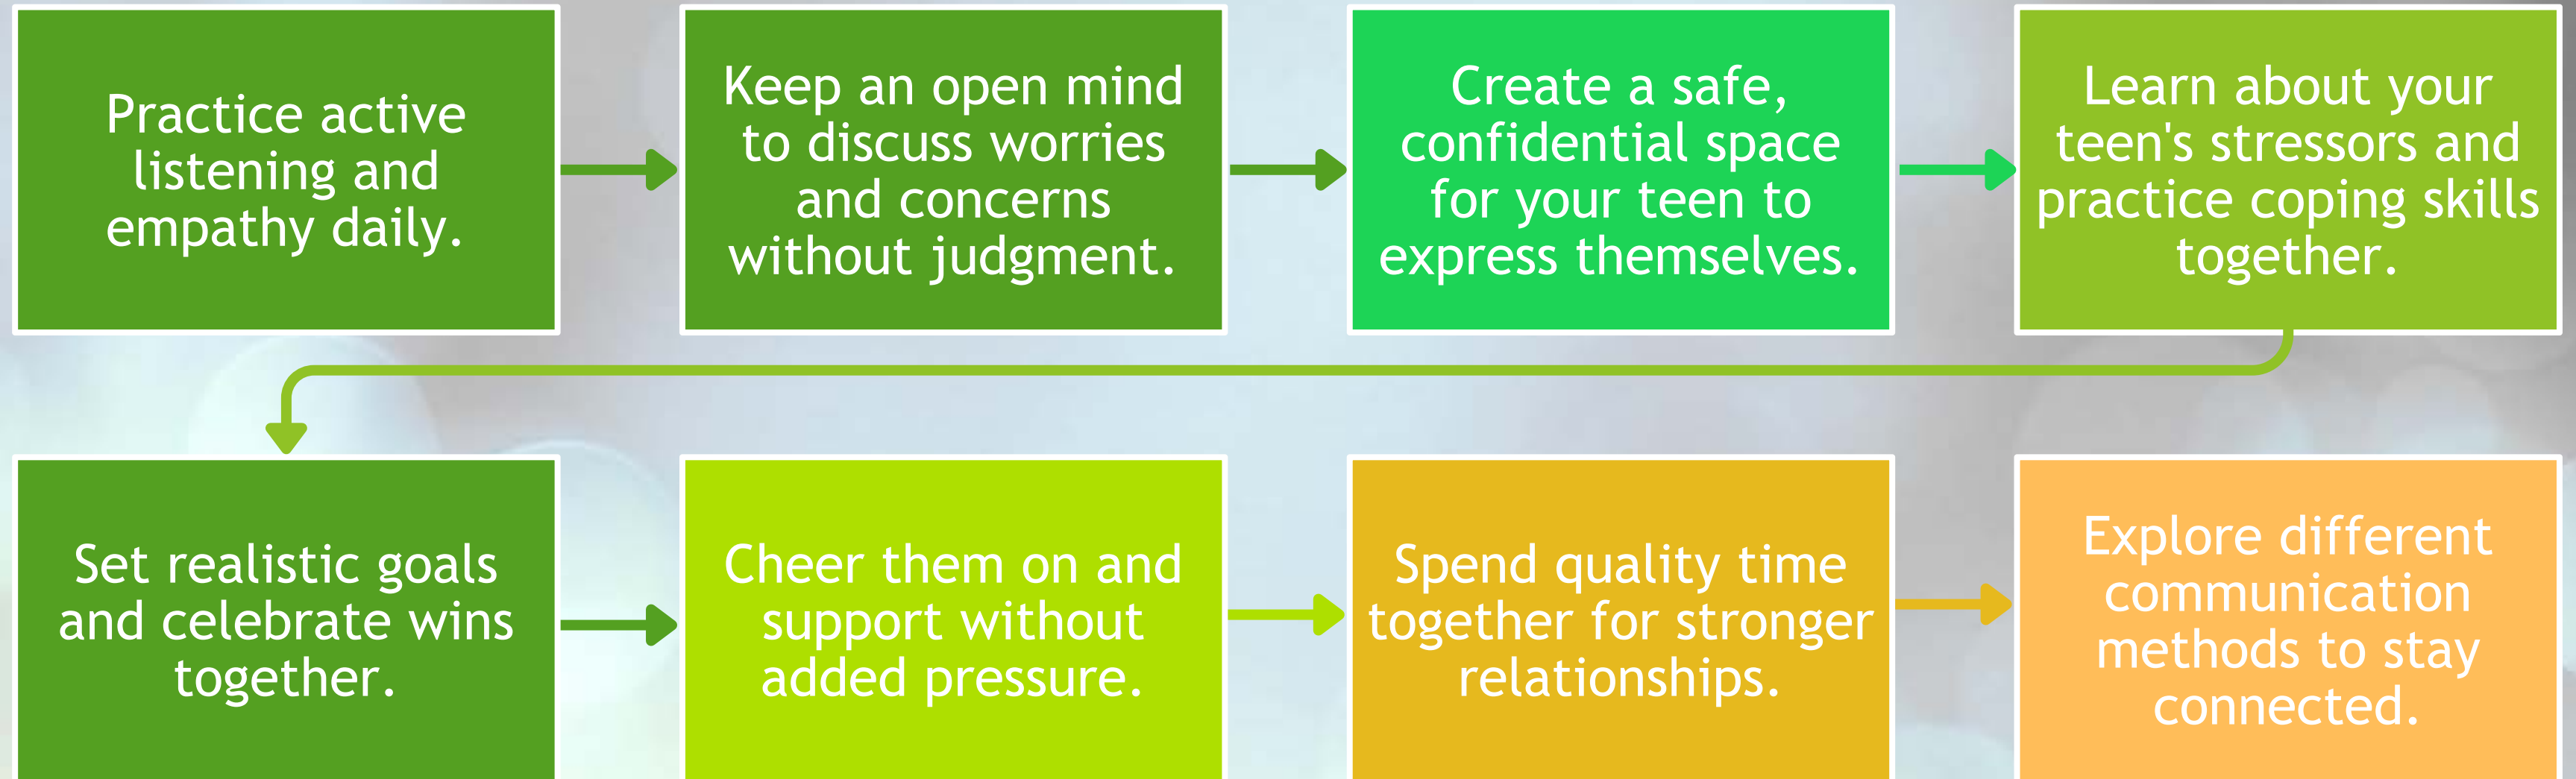 Practice active
listening and
empathy daily.
Keep an open mind
to discuss worries
and concerns
without judgment.
Create a safe,
confidential space
for your teen to
express themselves.
Learn about your
teen's stressors and
practice coping skills
together.
Set realistic goals
and celebrate wins
together.
Cheer them on and
support without
added pressure.
Spend quality time
together for stronger
relationships.
Explore different
communication
methods to stay
connected.